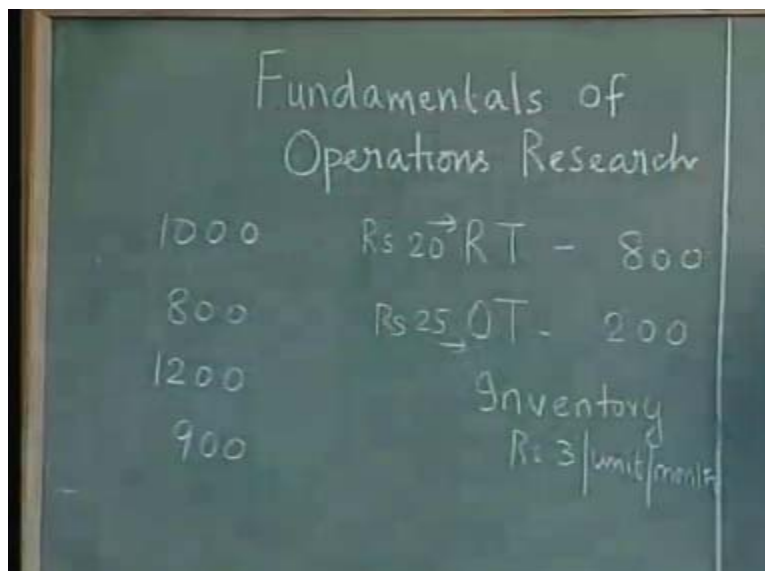 Fundamentals of
Operations Research
1000 Rs 20 → RT - 800
800 Rs 25 → OT - 200
1200 Inventory
900 Rs 3/unit/month